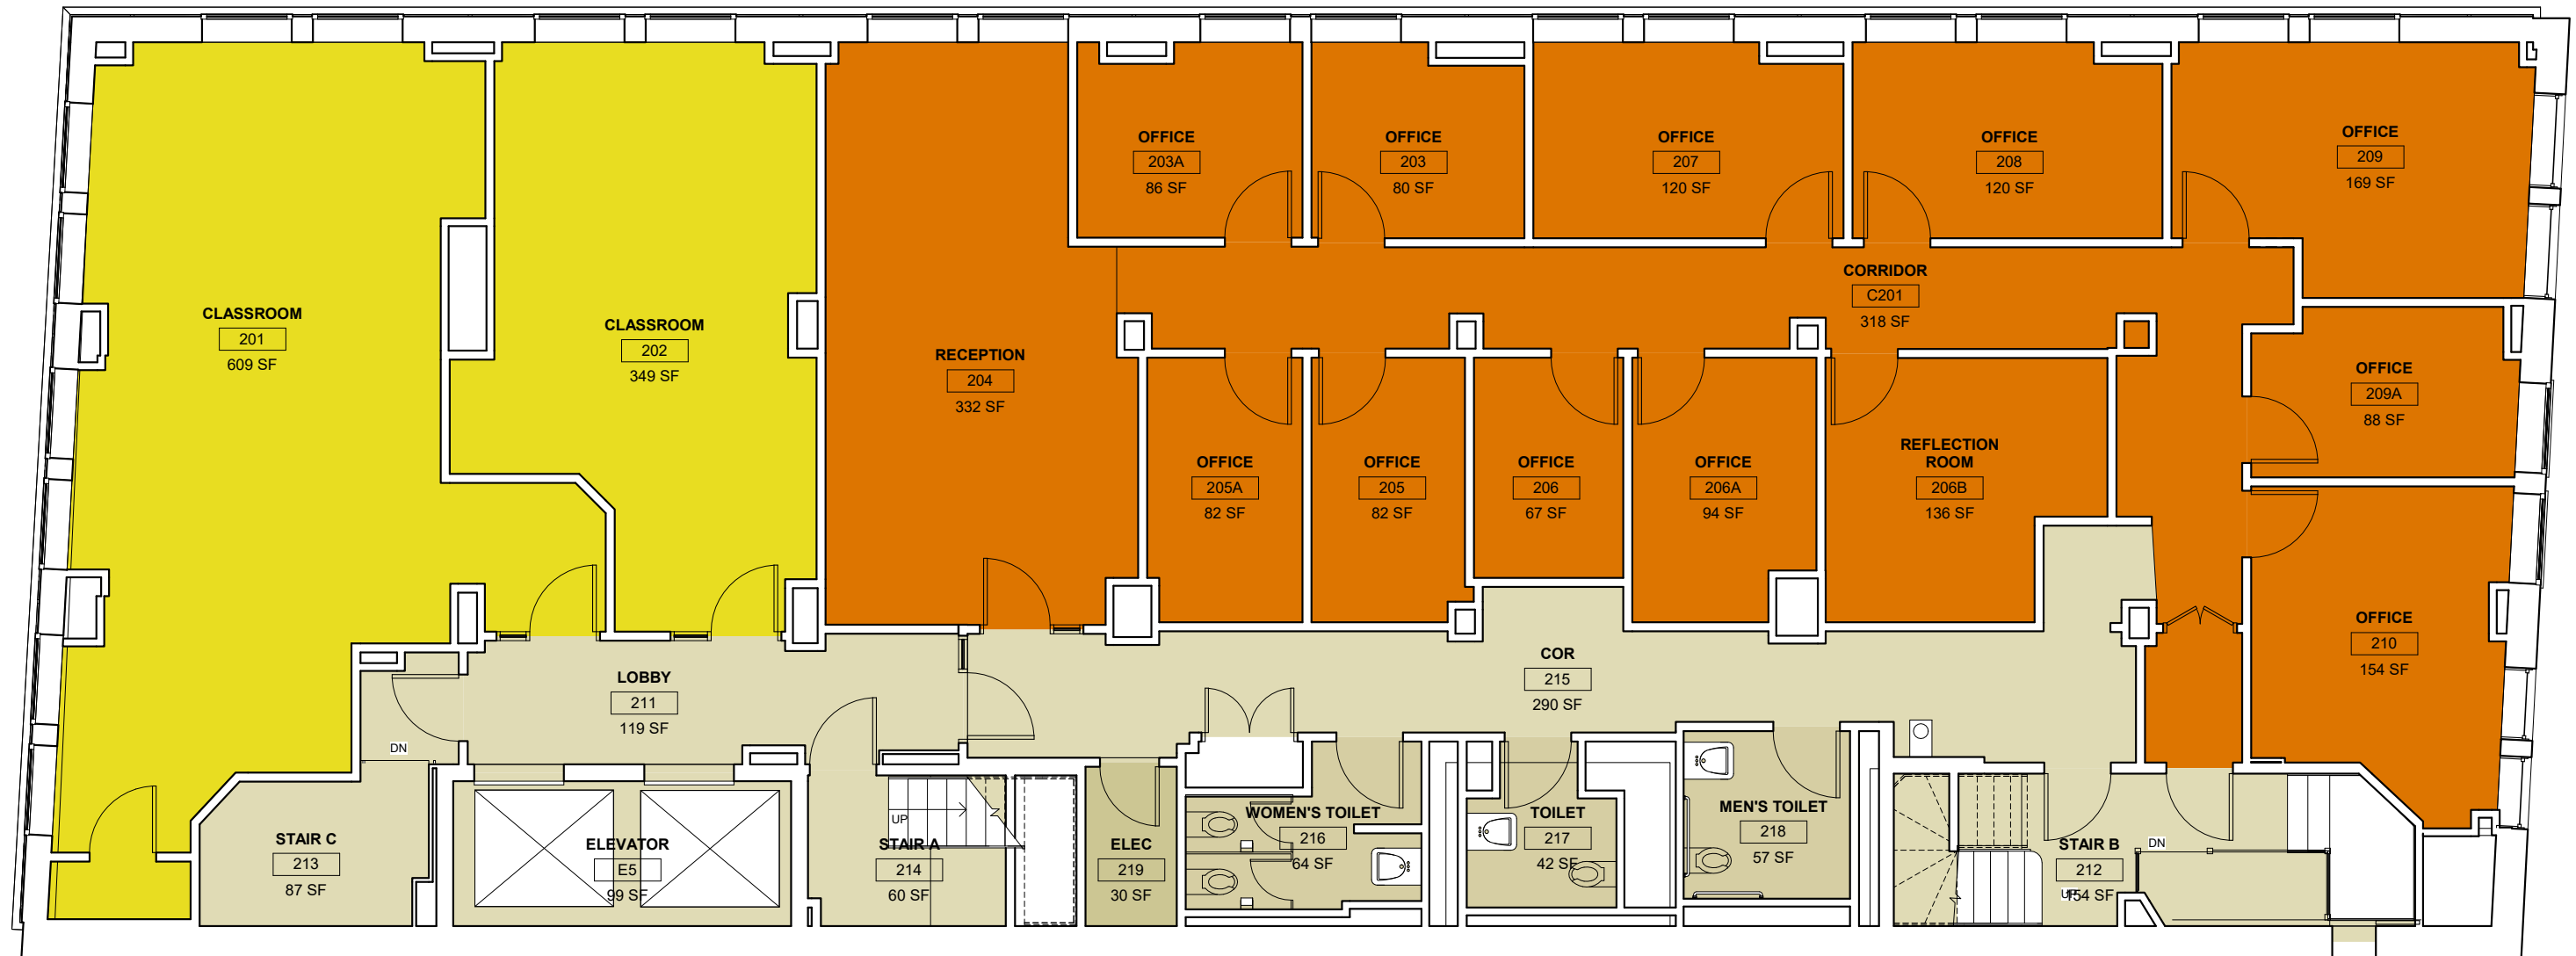 OFFICE
203A
86 SF
OFFICE
203
80 SF
OFFICE
207
120 SF
OFFICE
208
120 SF
OFFICE
209
169 SF
CORRIDOR
C201
318 SF
CLASSROOM
201
609 SF
CLASSROOM
202
349 SF
RECEPTION
204
332 SF
OFFICE
209A
88 SF
OFFICE
205A
82 SF
OFFICE
205
82 SF
OFFICE
206
67 SF
OFFICE
206A
94 SF
REFLECTION
ROOM
206B
136 SF
OFFICE
210
154 SF
LOBBY
211
119 SF
COR
215
290 SF
DN
STAIR C
213
87 SF
ELEVATOR
E5
99 SF
UP
STAIR A
214
60 SF
ELEC
219
30 SF
WOMEN'S TOILET
216
64 SF
TOILET
217
42 SF
MEN'S TOILET
218
57 SF
STAIR B
212
154 SF
DN
UP